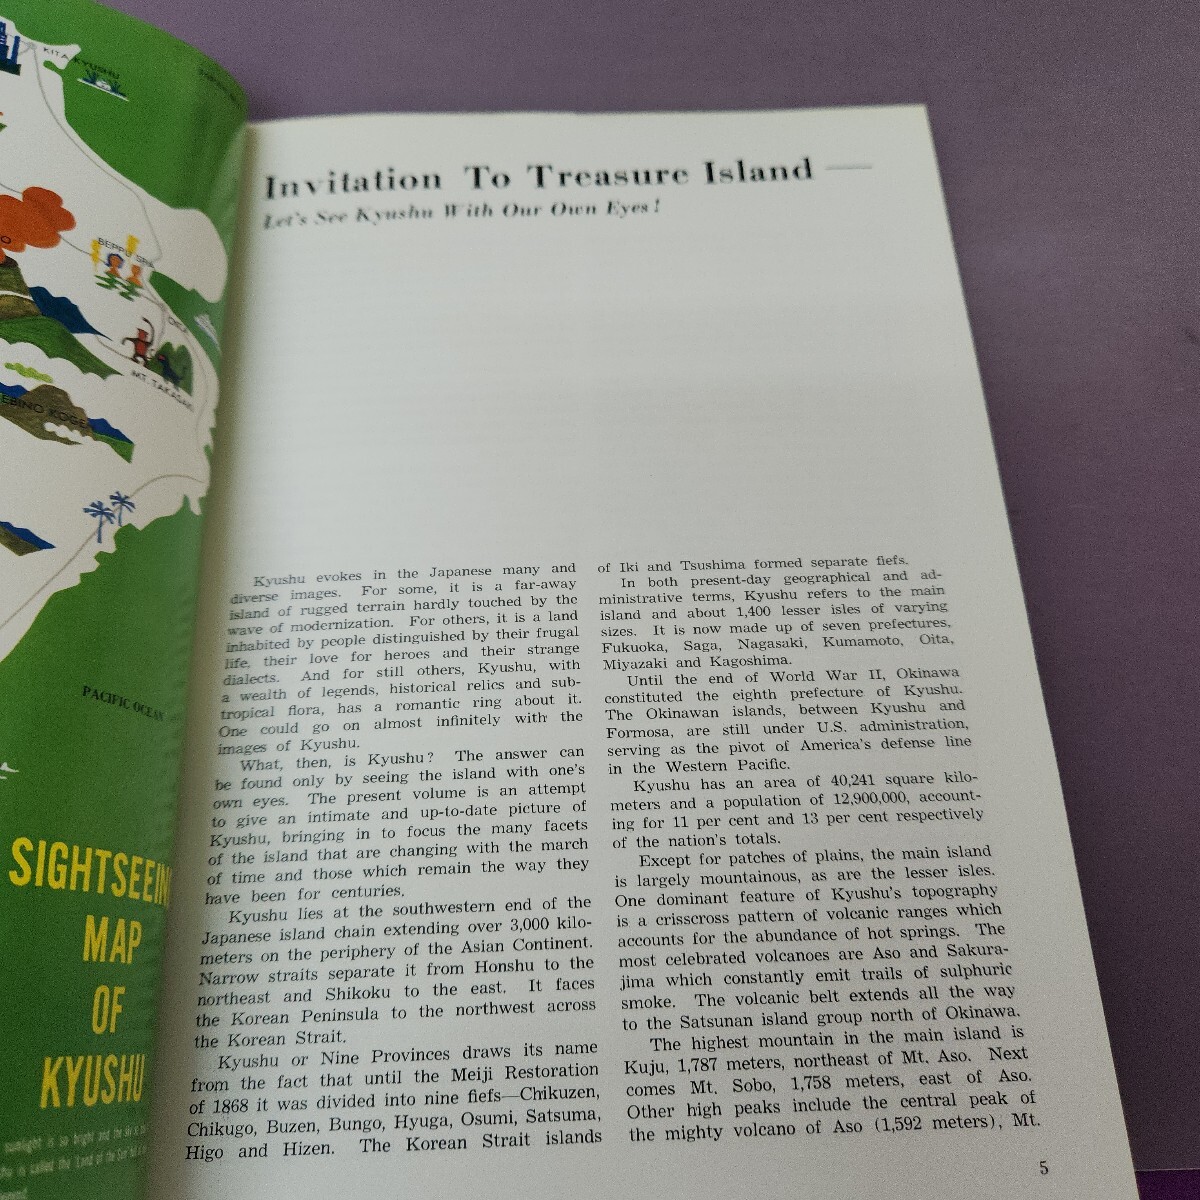 KITA KYUSHU
BEPPU SPA
OITA
MT. TAKASAKI
EBINO KOGEN
PACIFIC OCEAN
SIGHTSEEIN
MAP
OF
KYUSHU
Invitation To Treasure Island —
Let's See Kyushu With Our Own Eyes!
Kyushu evokes in the Japanese many and
diverse images. For some, it is a far-away
island of rugged terrain hardly touched by the
wave of modernization. For others, it is a land
inhabited by people distinguished by their frugal
life, their love for heroes and their strange
dialects. And for still others, Kyushu, with
a wealth of legends, historical relics and sub-
tropical flora, has a romantic ring about it.
One could go on almost infinitely with the
images of Kyushu.
What, then, is Kyushu? The answer can
be found only by seeing the island with one's
own eyes. The present volume is an attempt
to give an intimate and up-to-date picture of
Kyushu, bringing in to focus the many facets
of the island that are changing with the march
of time and those which remain the way they
have been for centuries.
Kyushu lies at the southwestern end of the
Japanese island chain extending over 3,000 kilo-
meters on the periphery of the Asian Continent.
Narrow straits separate it from Honshu to the
northeast and Shikoku to the east. It faces
the Korean Peninsula to the northwest across
the Korean Strait.
Kyushu or Nine Provinces draws its name
from the fact that until the Meiji Restoration
of 1868 it was divided into nine fiefs—Chikuzen,
Chikugo, Buzen, Bungo, Hyuga, Osumi, Satsuma,
Higo and Hizen. The Korean Strait islands
of Iki and Tsushima formed separate fiefs.
In both present-day geographical and ad-
ministrative terms, Kyushu refers to the main
island and about 1,400 lesser isles of varying
sizes. It is now made up of seven prefectures,
Fukuoka, Saga, Nagasaki, Kumamoto, Oita,
Miyazaki and Kagoshima.
Until the end of World War II, Okinawa
constituted the eighth prefecture of Kyushu.
The Okinawan islands, between Kyushu and
Formosa, are still under U.S. administration,
serving as the pivot of America's defense line
in the Western Pacific.
Kyushu has an area of 40,241 square kilo-
meters and a population of 12,900,000, account-
ing for 11 per cent and 13 per cent respectively
of the nation's totals.
Except for patches of plains, the main island
is largely mountainous, as are the lesser isles.
One dominant feature of Kyushu's topography
is a crisscross pattern of volcanic ranges which
accounts for the abundance of hot springs. The
most celebrated volcanoes are Aso and Sakura-
jima which constantly emit trails of sulphuric
smoke. The volcanic belt extends all the way
to the Satsunan island group north of Okinawa.
The highest mountain in the main island is
Kuju, 1,787 meters, northeast of Mt. Aso. Next
comes Mt. Sobo, 1,758 meters, east of Aso.
Other high peaks include the central peak of
the mighty volcano of Aso (1,592 meters), Mt.
5